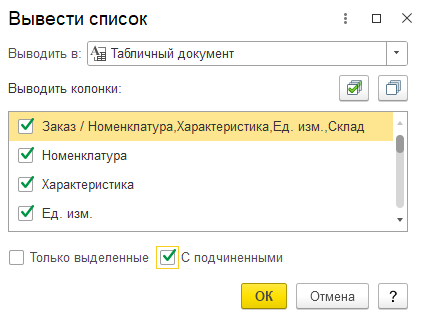 Вывести список
Выводить в: Табличный документ
Выводить колонки:
Заказ / Номенклатура,Характеристика,Ед. изм.,Склад
Номенклатура
Характеристика
Ед. изм.
Только выделенные С подчиненными
ОК Отмена ?